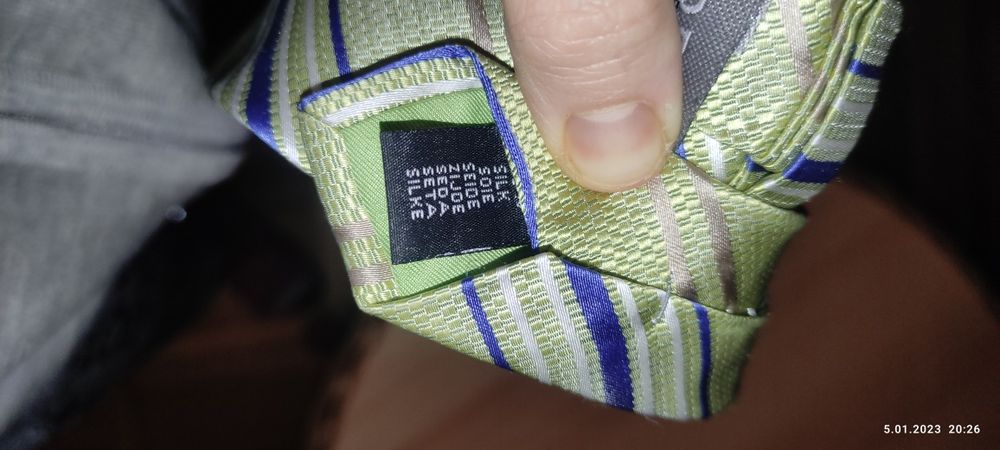 SILK
SOIE
SEIDE
ZIJDE
SEDA
SETA
SILKE
5.01.2023 20:26